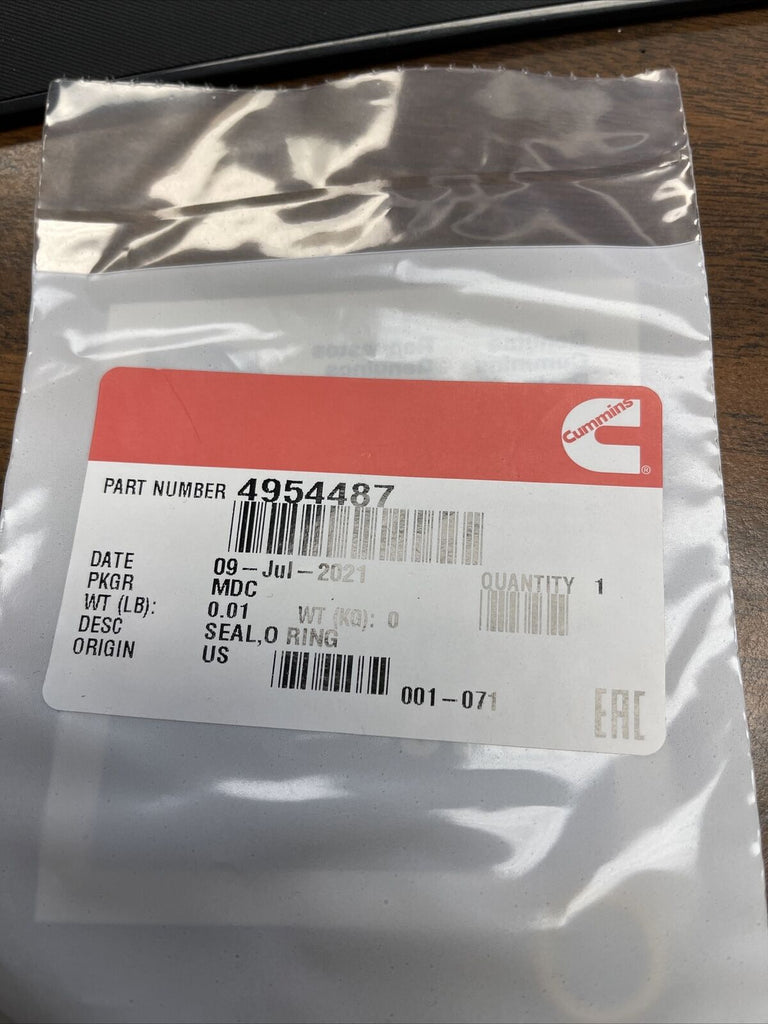 Cummins
®
PART NUMBER 4954487
DATE 09-Jul-2021
QUANTITY 1
PKGR MDC
WT (LB): 0.01 WT (KG): 0
DESC SEAL,O RING
ORIGIN US
001-071
EAC